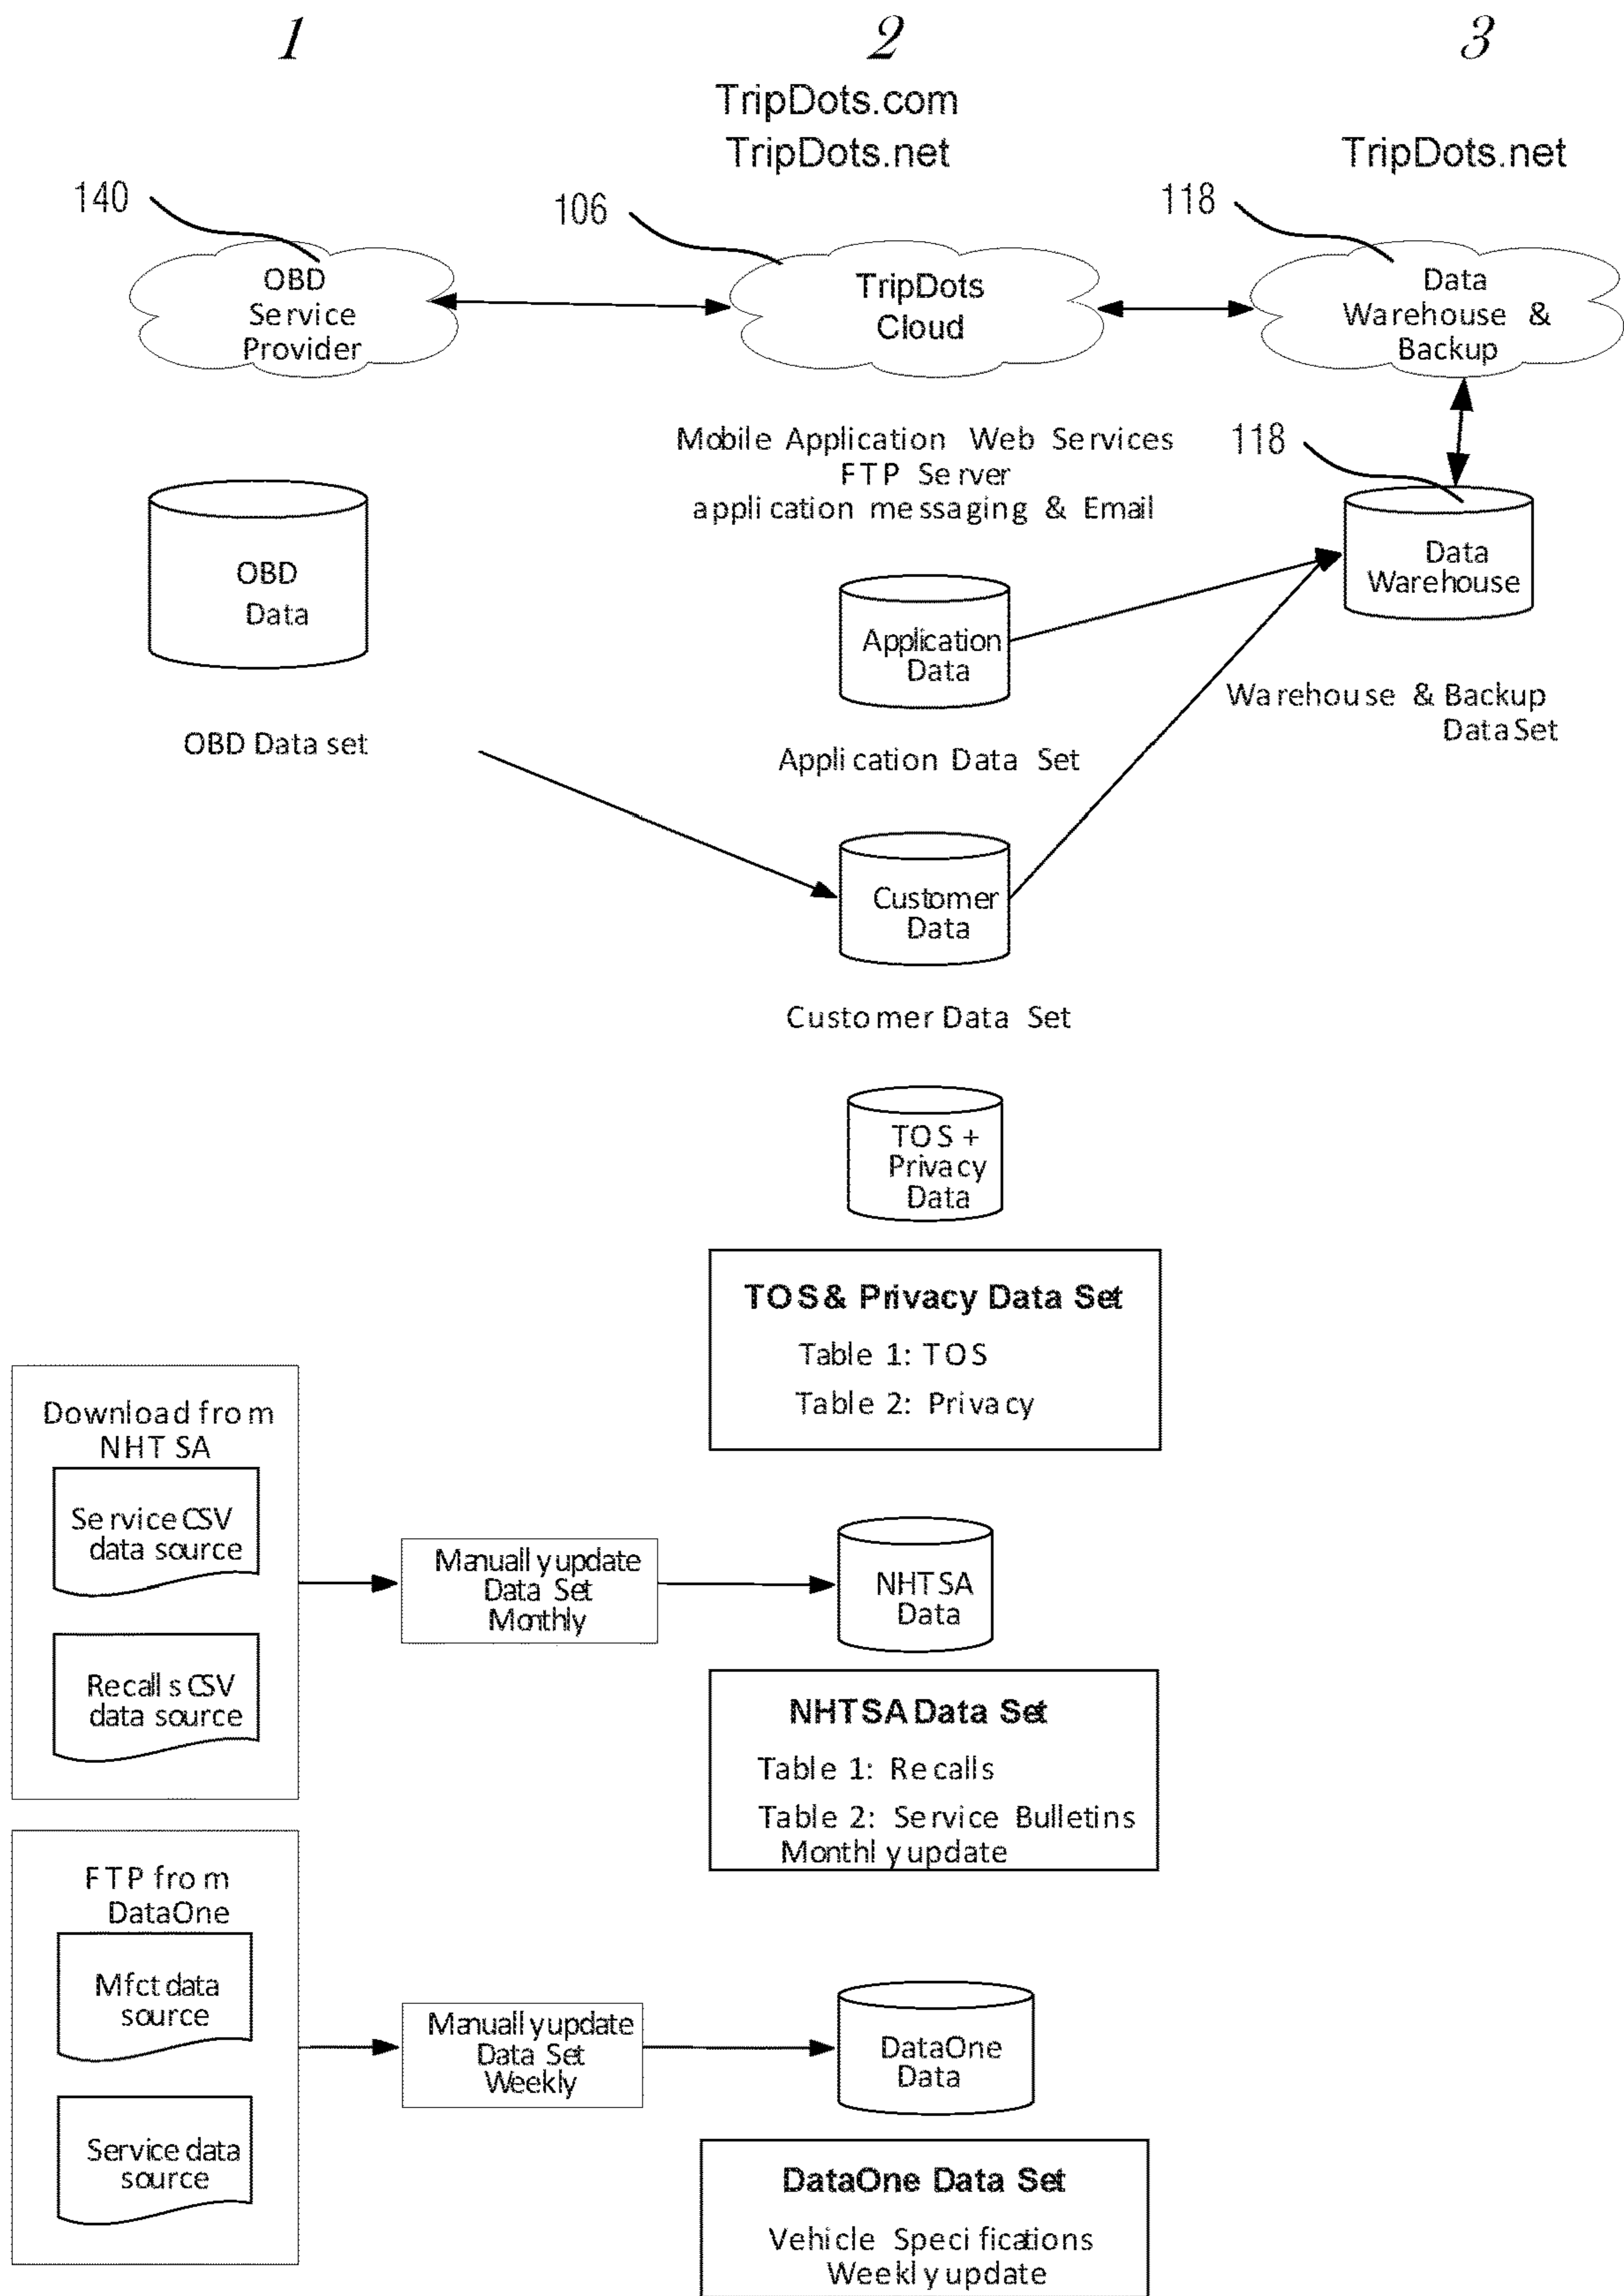 1
2
3
TripDots.com
TripDots.net
TripDots.net
140
106
118
OBD
Service
Provider
TripDots
Cloud
Data
Warehouse &
Backup
Mobile Application Web Services
FTP Server
application messaging & Email
118
OBD
Data
Data
Warehouse
Application
Data
Warehouse & Backup
DataSet
OBD Data set
Application Data Set
Customer
Data
Customer Data Set
TOS +
Privacy
Data
TOS& Privacy Data Set
Table 1: TOS
Table 2: Privacy
Download from
NHTSA
Service CSV
data source
Recalls CSV
data source
Manually update
Data Set
Monthly
NHTSA
Data
NHTSA Data Set
Table 1: Recalls
Table 2: Service Bulletins
Monthly update
FTP from
DataOne
Mfct data
source
Service data
source
Manually update
Data Set
Weekly
DataOne
Data
DataOne Data Set
Vehicle Specifications
Weekly update